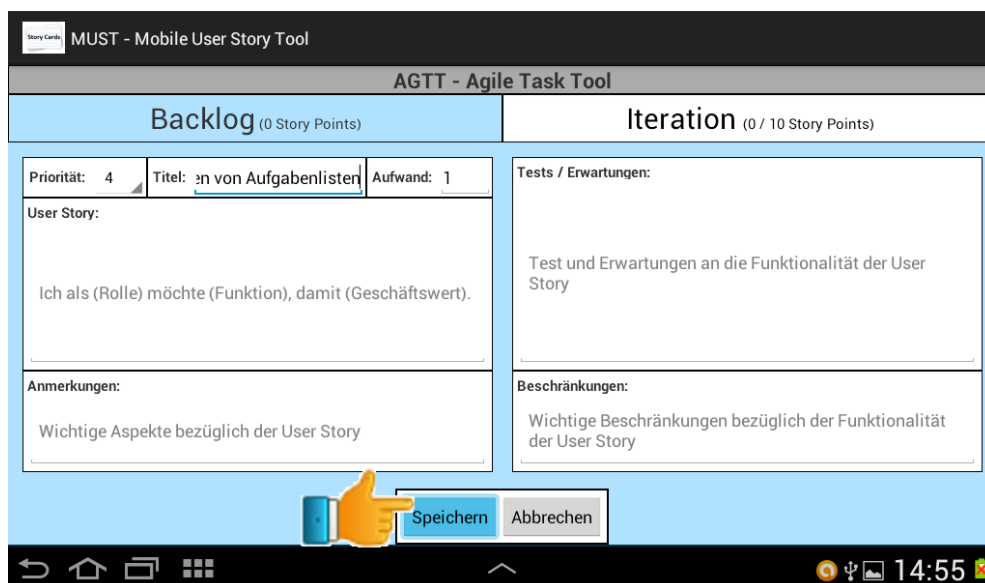 Story Cards
MUST - Mobile User Story Tool
AGTT - Agile Task Tool
Backlog (0 Story Points)
Iteration (0 / 10 Story Points)
Priorität: 4 Titel: en von Aufgabenlisten Aufwand: 1
User Story:
Ich als (Rolle) möchte (Funktion), damit (Geschäftswert).
Anmerkungen:
Wichtige Aspekte bezüglich der User Story
Tests / Erwartungen:
Test und Erwartungen an die Funktionalität der User
Story
Beschränkungen:
Wichtige Beschränkungen bezüglich der Funktionalität
der User Story
Speichern Abbrechen
14:55